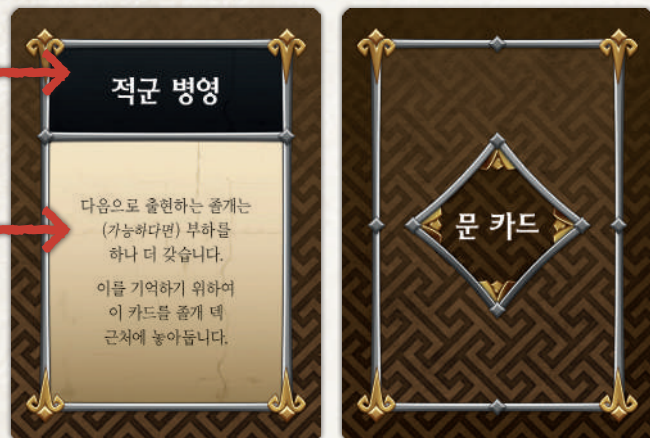 적군 병영
다음으로 출현하는 졸개는
(가능하다면) 부하를
하나 더 갖습니다.
이를 기억하기 위하여
이 카드를 졸개 덱
근처에 놓아둡니다.
문 카드